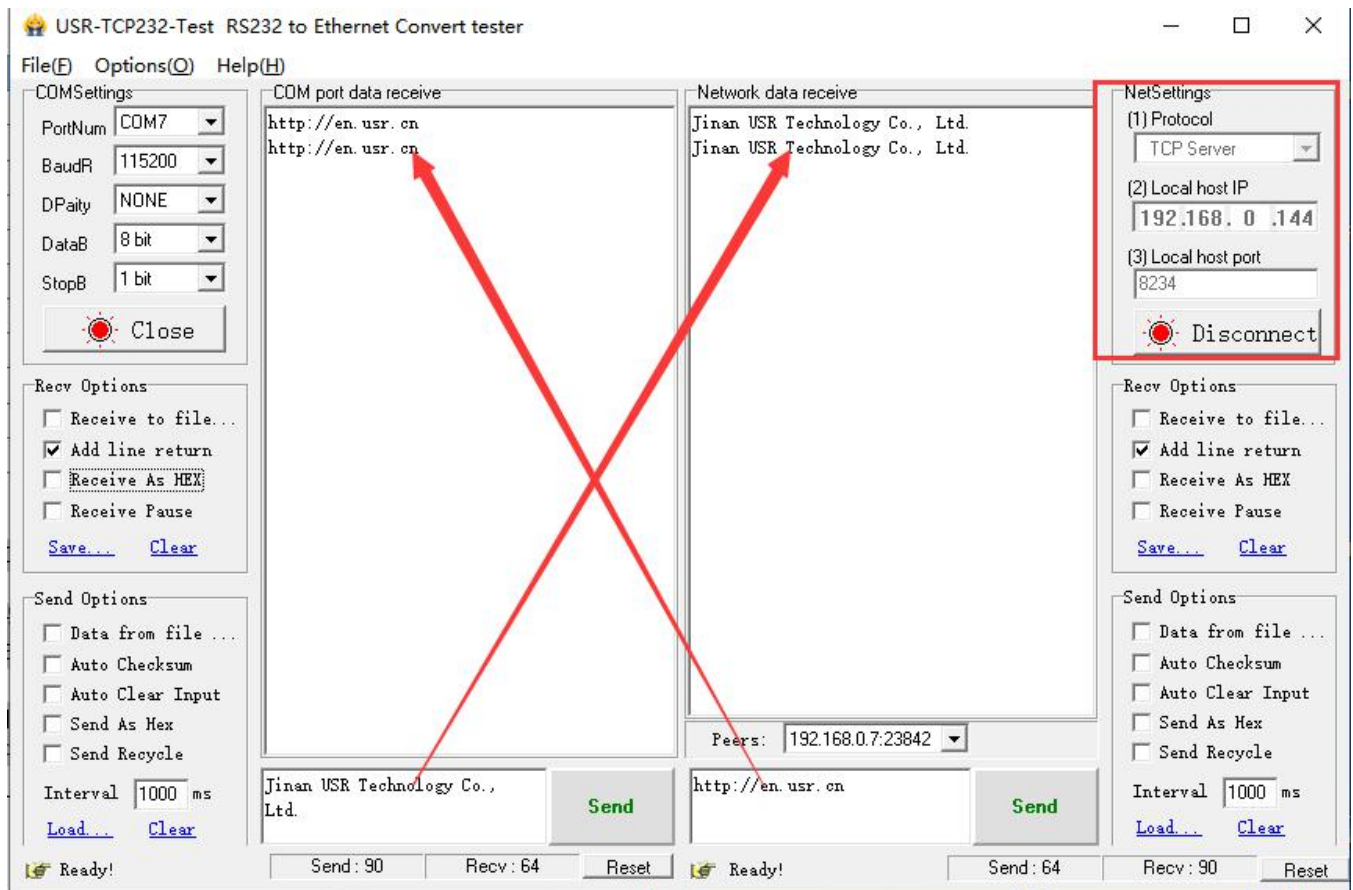 USR-TCP232-Test RS232 to Ethernet Convert tester
File(F) Options(O) Help(H)
COMSettings
PortNum COM7
BaudR 115200
DPaity NONE
DataB 8 bit
StopB 1 bit
Close
Recv Options
Receive to file...
Add line return
Receive As HEX
Receive Pause
Save... Clear
Send Options
Data from file ...
Auto Checksum
Auto Clear Input
Send As Hex
Send Recycle
Interval 1000 ms
Load... Clear
Ready!
COM port data receive
http://en.usr.cn
http://en.usr.cn
Jinan USR Technology Co.,
Ltd.
Send
Send : 90 Recv : 64 Reset
Network data receive
Jinan USR Technology Co., Ltd.
Jinan USR Technology Co., Ltd.
Peers: 192.168.0.7:23842
http://en.usr.cn
Send
Ready! Send : 64 Recv : 90 Reset
NetSettings
(1) Protocol
TCP Server
(2) Local host IP
192.168. 0 .144
(3) Local host port
8234
Disconnect
Recv Options
Receive to file...
Add line return
Receive As HEX
Receive Pause
Save... Clear
Send Options
Data from file ...
Auto Checksum
Auto Clear Input
Send As Hex
Send Recycle
Interval 1000 ms
Load... Clear